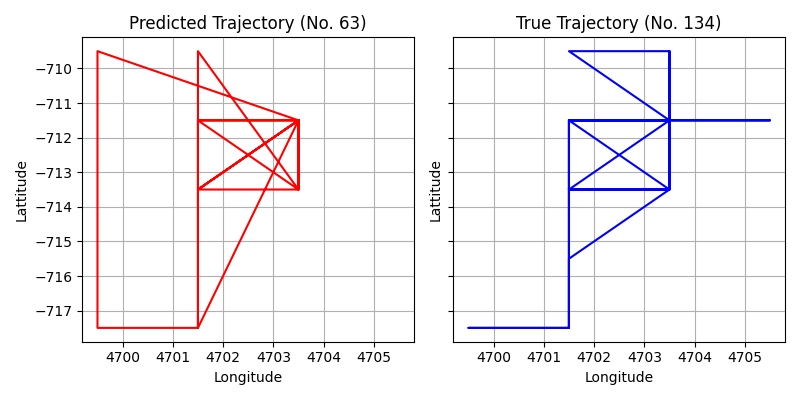 Predicted Trajectory (No. 63)
True Trajectory (No. 134)
−710
−711
−712
−713
−714
−715
−716
−717
Lattitude
Lattitude
4700 4701 4702 4703 4704 4705
4700 4701 4702 4703 4704 4705
Longitude
Longitude